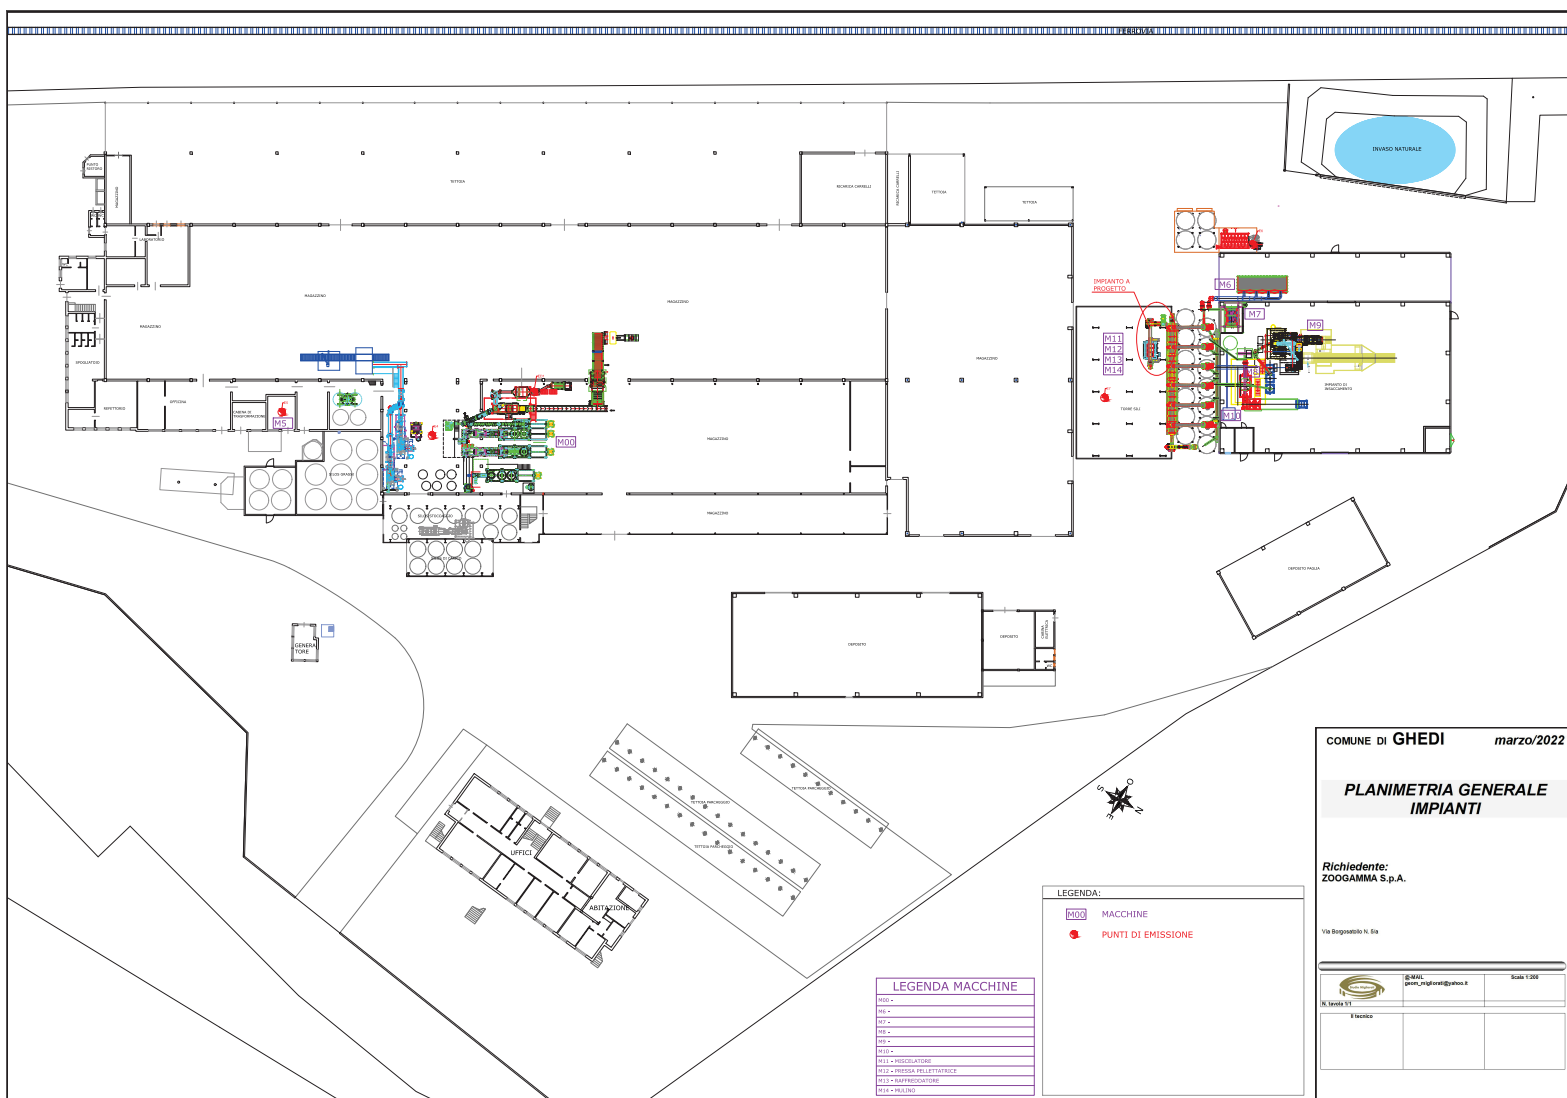 FERROVIA
INVASO NATURALE
PUNTO
RISTORO
MAGAZZINO
TETTOIA
RICARICA CARRELLI
RICARICA CARRELLI
TETTOIA
TETTOIA
LABORATORIO
MAGAZZINO
MAGAZZINO
MAGAZZINO
MAGAZZINO
SPOGLIATOIO
REFETTORIO
OFFICINA
CABINA DI
TRASFORMAZIONE
M5
M00
MAGAZZINO
MAGAZZINO
IMPIANTO A
PROGETTO
M11
M12
M13
M14
TORRE SILI
M6
M7
M9
M8
M10
IMPIANTO DI
INSACCAMENTO
DEPOSITO PAGLIA
GENERA
TORE
DEPOSITO
DEPOSITO
CABINA
ELETTRICA
TETTOIA PARCHEGGIO
TETTOIA PARCHEGGIO
TETTOIA PARCHEGGIO
UFFICI
ABITAZIONE
O
N
S
E
LEGENDA:
M00 MACCHINE
PUNTI DI EMISSIONE
LEGENDA MACCHINE
M00 -
M6 -
M7 -
M8 -
M9 -
M10 -
M11 - MISCELATORE
M12 - PRESSA PELLETTATRICE
M13 - RAFFREDDATORE
M14 - MULINO
COMUNE DI GHEDI marzo/2022
PLANIMETRIA GENERALE
IMPIANTI
Richiedente:
ZOOGAMMA S.p.A.
Via Borgosatollo N. 5/a
@-MAIL
geom_migliorati@yahoo.it
Scala 1:200
N. tavola 1/1
Il tecnico